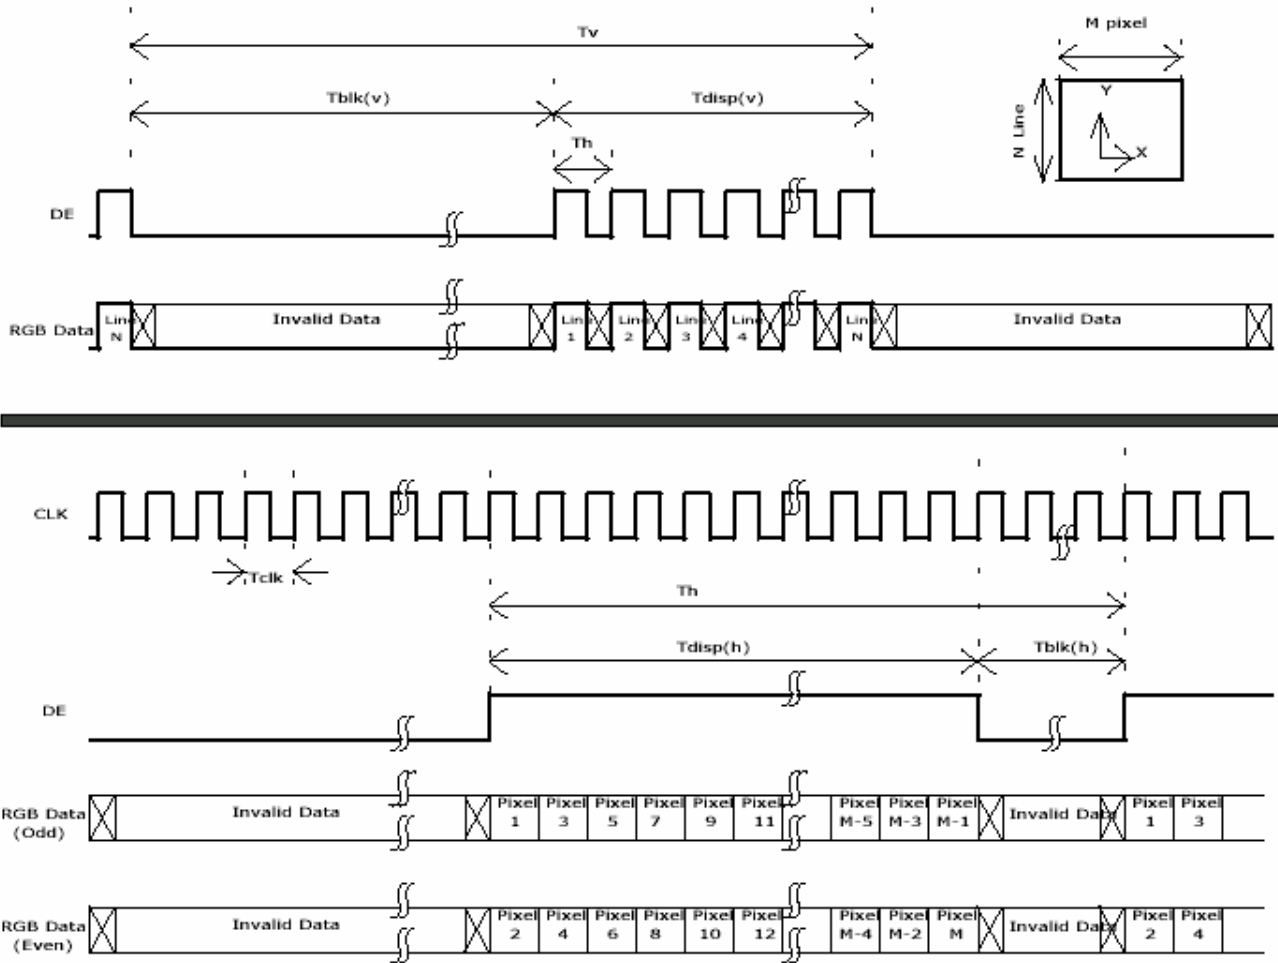 Tv
M pixel
Tblk(v)
Tdisp(v)
Th
N Line
Y
X
DE
RGB Data
Line N
Invalid Data
Line 1
Line 2
Line 3
Line 4
Line N
Invalid Data
CLK
Tclk
Th
Tdisp(h)
Tblk(h)
DE
RGB Data
(Odd)
Invalid Data
Pixel 1
Pixel 3
Pixel 5
Pixel 7
Pixel 9
Pixel 11
Pixel M-5
Pixel M-3
Pixel M-1
Invalid Data
Pixel 1
Pixel 3
RGB Data
(Even)
Invalid Data
Pixel 2
Pixel 4
Pixel 6
Pixel 8
Pixel 10
Pixel 12
Pixel M-4
Pixel M-2
Pixel M
Invalid Data
Pixel 2
Pixel 4